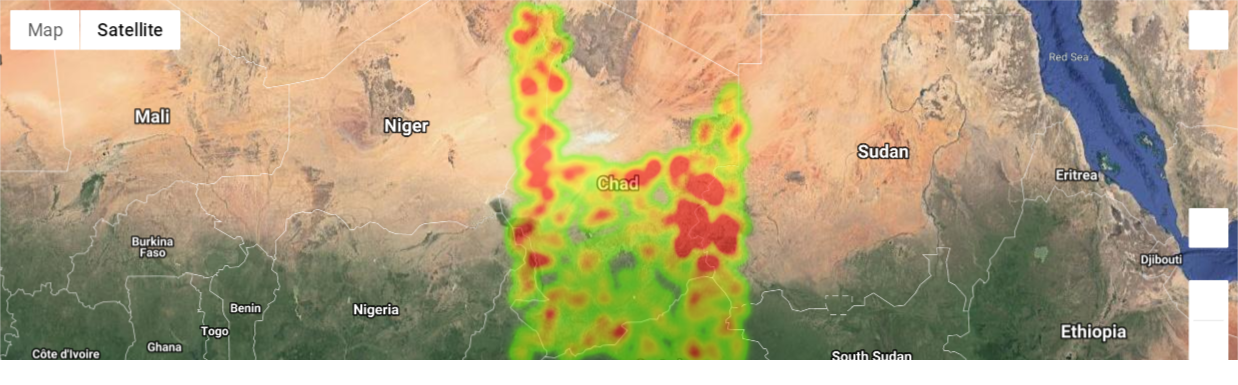 Map Satellite
Red Sea
Mali
Niger
Sudan
Chad
Eritrea
Burkina
Faso
Djibouti
Benin
Nigeria
Togo
Ethiopia
Ghana
Côte d'Ivoire
South Sudan